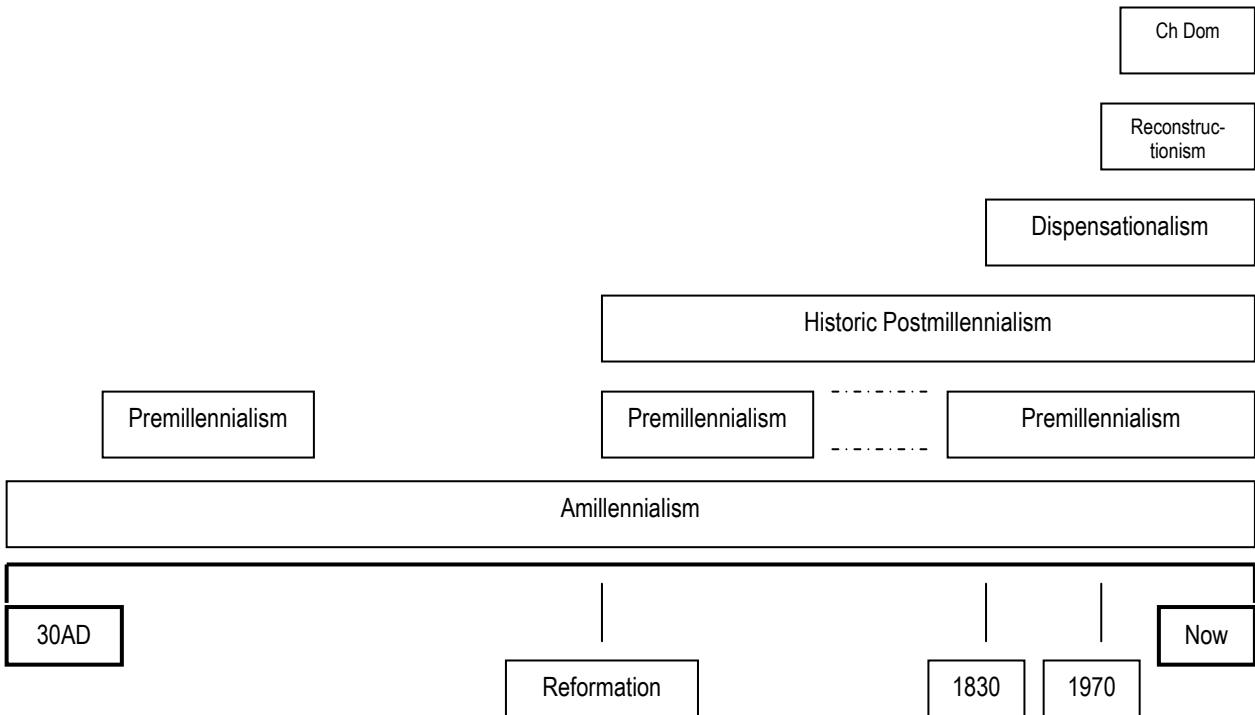 Ch Dom
Reconstruc-
tionism
Dispensationalism
Historic Postmillennialism
Premillennialism
Premillennialism
Premillennialism
Amillennialism
30AD
Now
Reformation
1830
1970